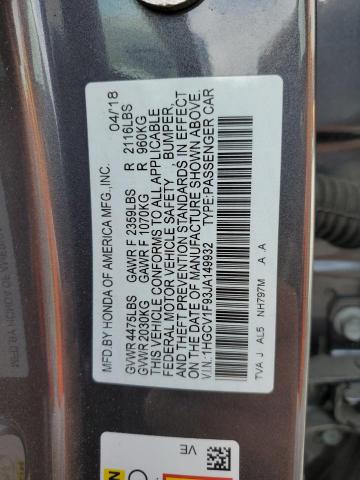 MFD. BY HONDA OF AMERICA MFG., INC. 04/18
GVWR 4475LBS GAWR F 2359LBS R 2116LBS
GVWR 2030KG GAWR F 1070KG R 960KG
THIS VEHICLE CONFORMS TO ALL APPLICABLE
FEDERAL MOTOR VEHICLE SAFETY, BUMPER,
AND THEFT PREVENTION STANDARDS IN EFFECT
ON THE DATE OF MANUFACTURE SHOWN ABOVE.
V.I.N.: 1HGCV1F93JA149932 TYPE: PASSENGER CAR
TVA J AL5 NH797M A .A
VE